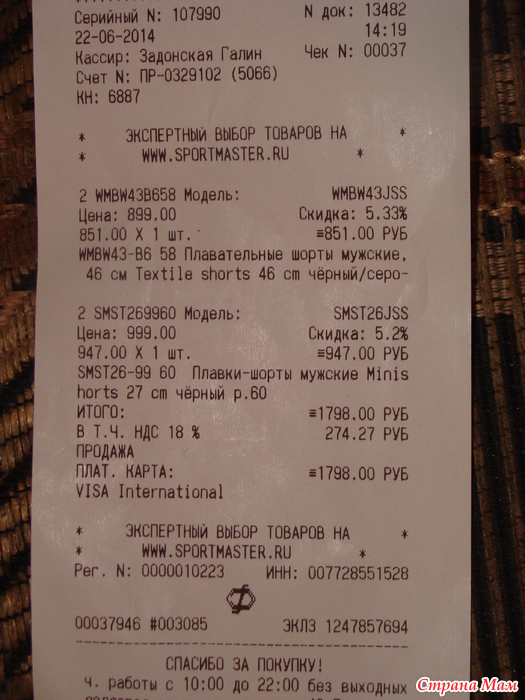 Серийный N: 107990 N док: 13482
22-06-2014 14:19
Кассир: Задонская Галин Чек N: 00037
Счет N: ПР-0329102 (5066)
КН: 6887
* ЭКСПЕРТНЫЙ ВЫБОР ТОВАРОВ НА *
* WWW.SPORTMASTER.RU *
2 WMBW43B658 Модель: WMBW43JSS
Цена: 899.00 Скидка: 5.33%
851.00 X 1 шт. ≡851.00 РУБ
WMBW43-B6 58 Плавательные шорты мужские,
46 см Textile shorts 46 cm чёрный/серо-
2 SMST269960 Модель: SMST26JSS
Цена: 999.00 Скидка: 5.2%
947.00 X 1 шт. ≡947.00 РУБ
SMST26-99 60 Плавки-шорты мужские Minis
horts 27 cm чёрный р.60
ИТОГО: ≡1798.00 РУБ
В Т.Ч. НДС 18 % 274.27 РУБ
ПРОДАЖА
ПЛАТ. КАРТА: ≡1798.00 РУБ
VISA International
* ЭКСПЕРТНЫЙ ВЫБОР ТОВАРОВ НА *
* WWW.SPORTMASTER.RU *
Рег. N: 0000010223 ИНН: 007728551528
00037946 #003085 ЭКЛЗ 1247857694
СПАСИБО ЗА ПОКУПКУ!
ч. работы с 10:00 до 22:00 без выходных
Страна Мам